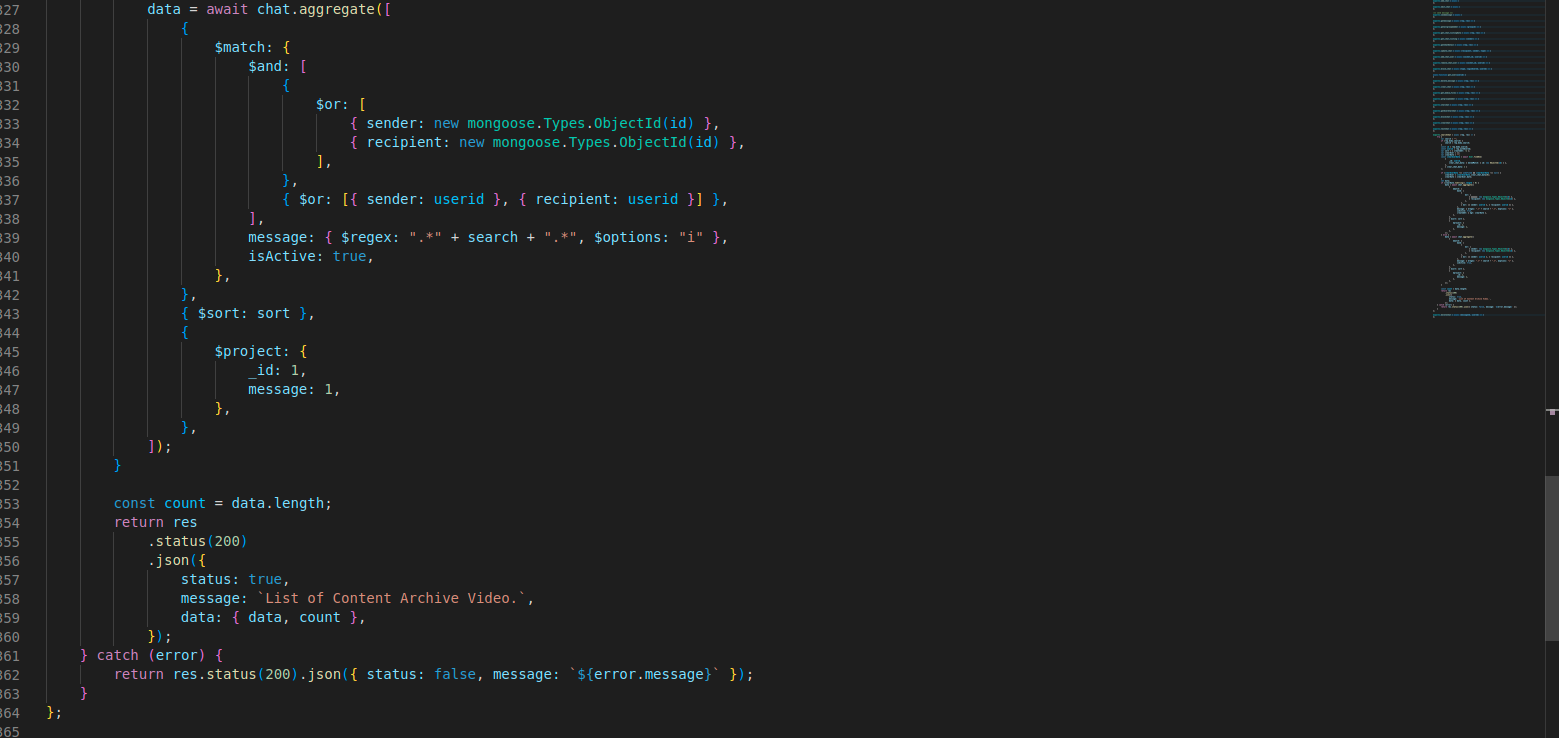 327 data = await chat.aggregate([
328 {
329 $match: {
330 $and: [
331 {
332 $or: [
333 { sender: new mongoose.Types.ObjectId(id) },
334 { recipient: new mongoose.Types.ObjectId(id) },
335 ],
336 },
337 { $or: [{ sender: userid }, { recipient: userid }] },
338 ],
339 message: { $regex: ".*" + search + ".*", $options: "i" },
340 isActive: true,
341 },
342 },
343 { $sort: sort },
344 {
345 $project: {
346 _id: 1,
347 message: 1,
348 },
349 },
350 ]);
351 }
352
353 const count = data.length;
354 return res
355 .status(200)
356 .json({
357 status: true,
358 message: `List of Content Archive Video.`,
359 data: { data, count },
360 });
361 } catch (error) {
362 return res.status(200).json({ status: false, message: `${error.message}` });
363 }
364 };
365